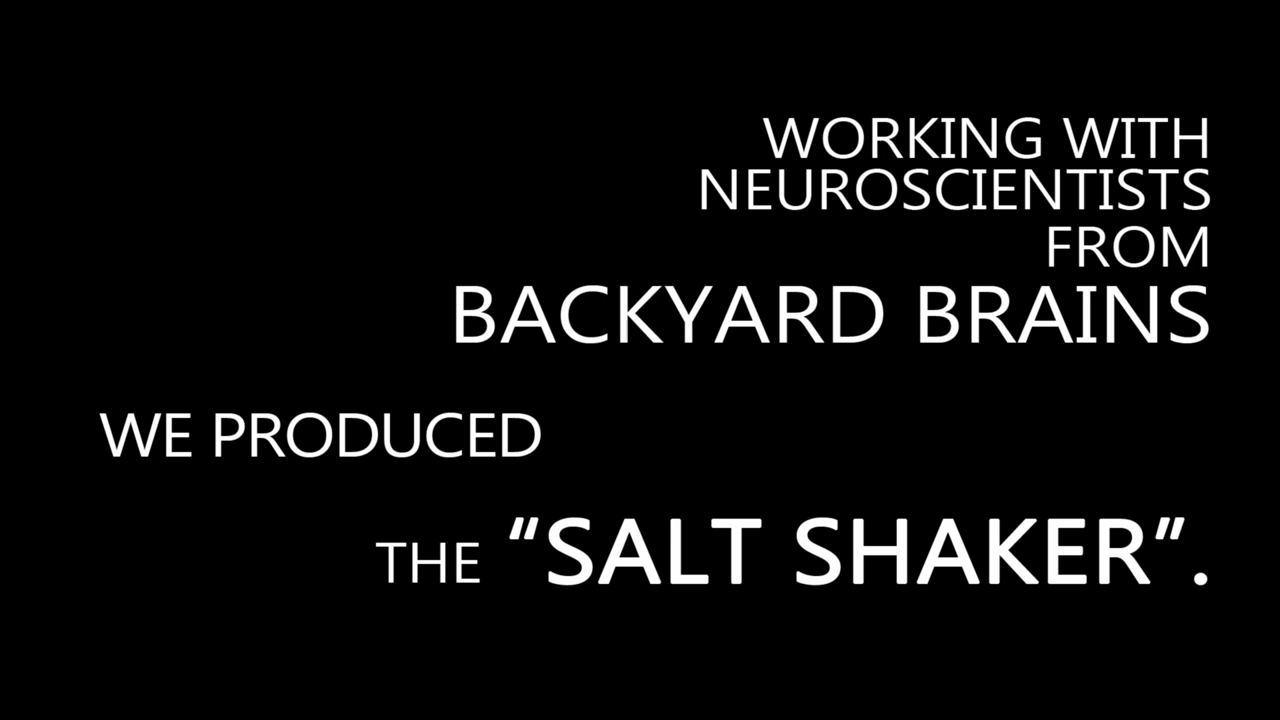 WORKING WITH
NEUROSCIENTISTS
FROM
BACKYARD BRAINS
WE PRODUCED
THE “SALT SHAKER”.